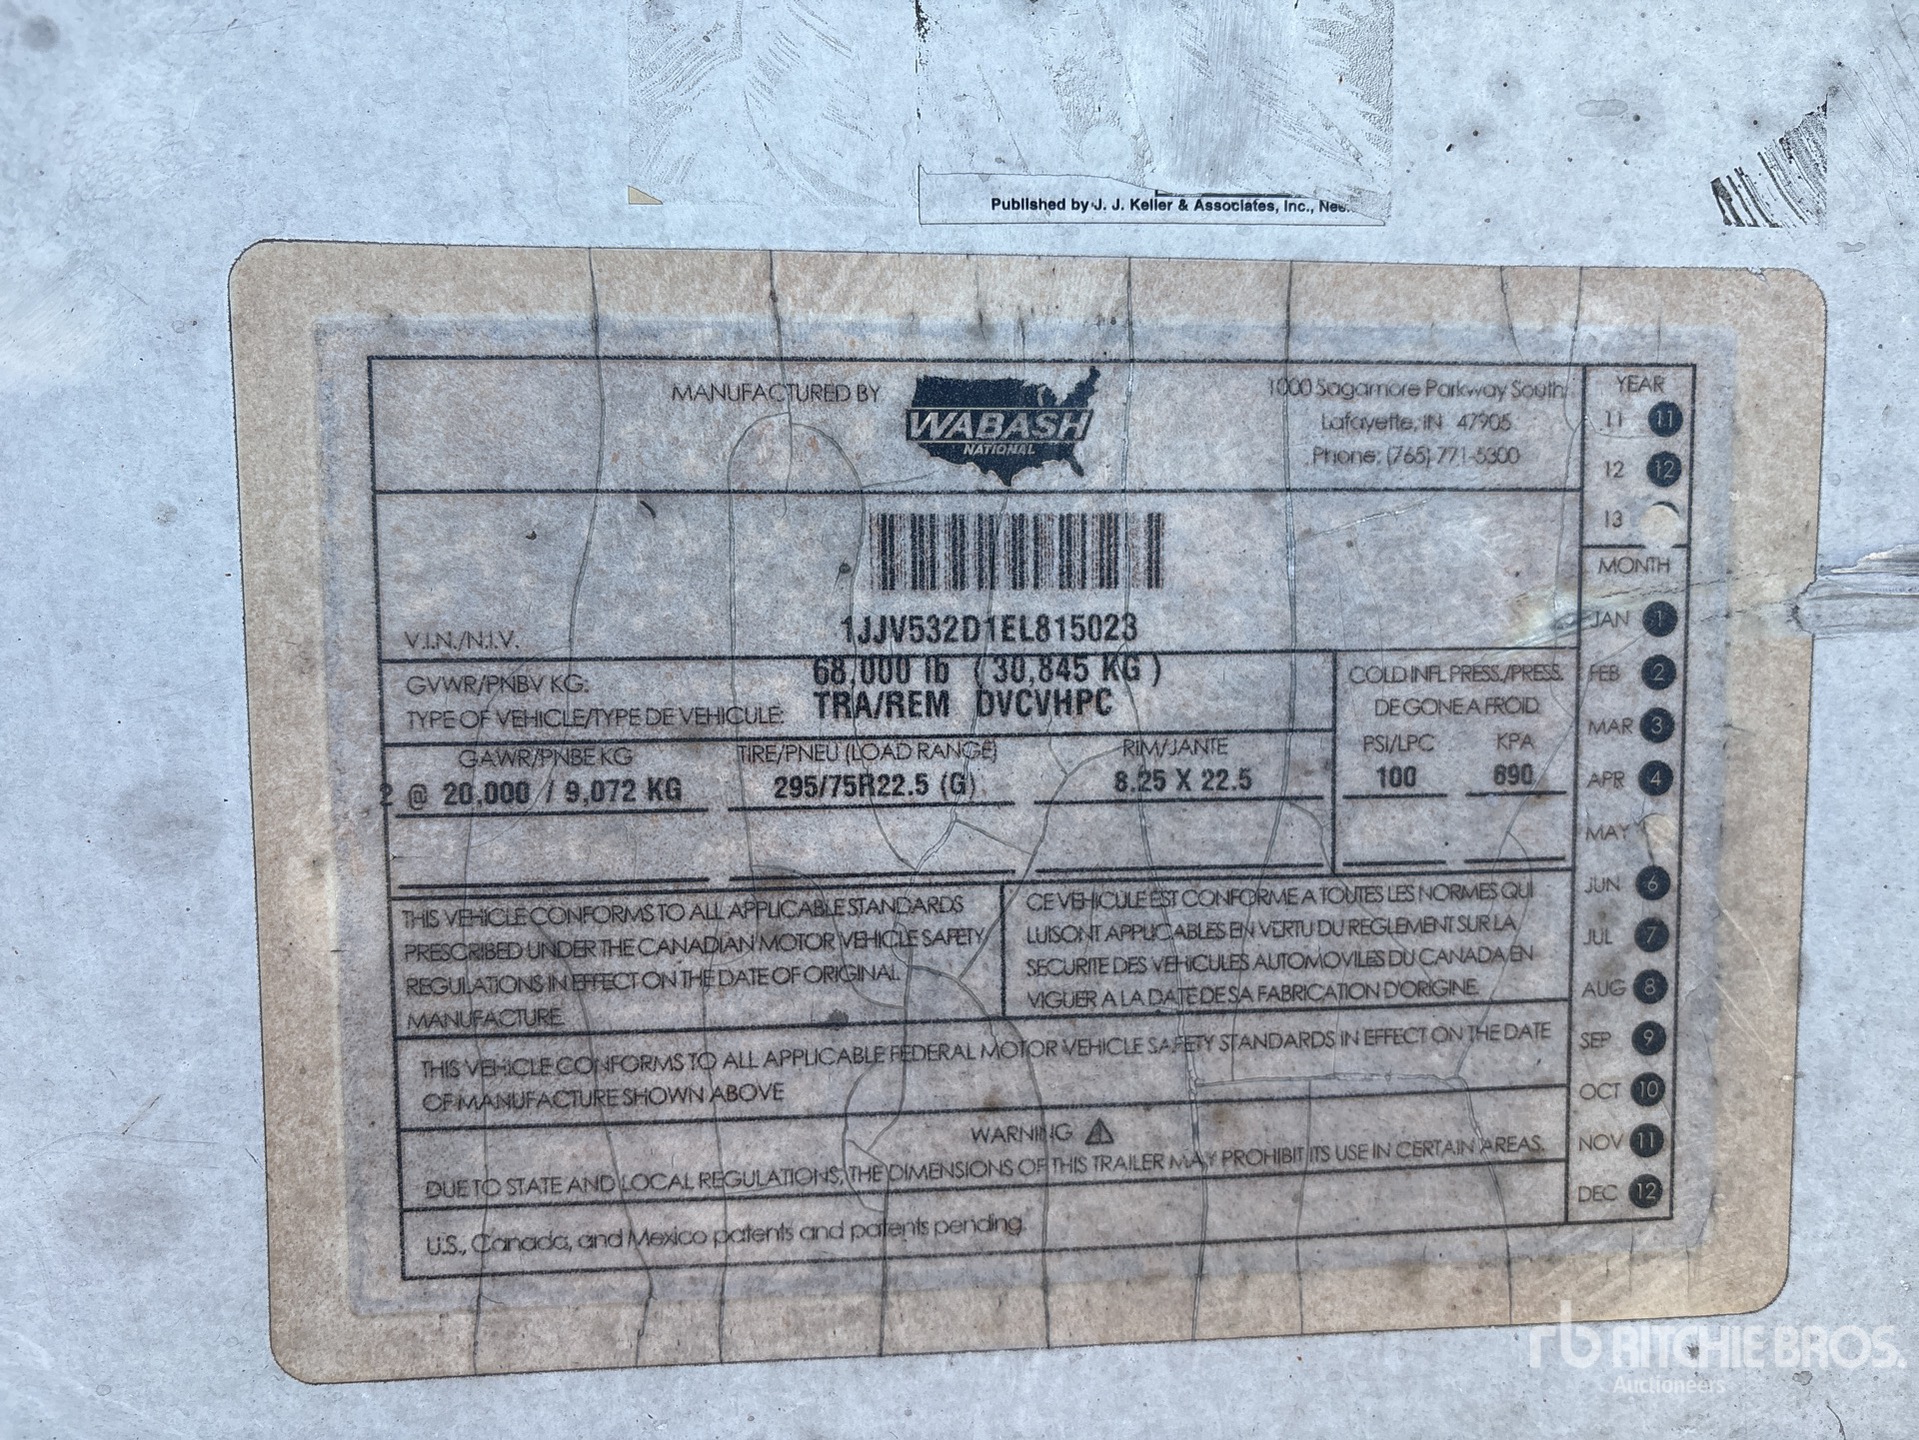 Published by J. J. Keller & Associates, Inc.,
MANUFACTURED BY
WABASH
NATIONAL
1000 Sagamore Parkway South
Lafayette, IN 47905
Phone: (765) 771-5300
V.I.N./N.I.V.
1JJV532D1EL815023
GVWR/PNBV KG:
68,000 lb (30,845 KG )
TYPE OF VEHICLE/TYPE DE VEHICULE:
TRA/REM DVCVHPC
GAWR/PNBE KG
TIRE/PNEU (LOAD RANGE)
RIM/JANTE
COLD INFL PRESS./PRESS.
DE GONE A FROID
PSI/LPC KPA
2 @ 20,000 / 9,072 KG
295/75R22.5 (G)
8.25 X 22.5
100 690
THIS VEHICLE CONFORMS TO ALL APPLICABLE STANDARDS
PRESCRIBED UNDER THE CANADIAN MOTOR VEHICLE SAFETY
REGULATIONS IN EFFECT ON THE DATE OF ORIGINAL
MANUFACTURE
CE VEHICULE EST CONFORME A TOUTES LES NORMES QUI
LUISONT APPLICABLES EN VERTU DU REGLEMENT SUR LA
SECURITE DES VEHICULES AUTOMOVILES DU CANADA EN
VIGUER A LA DATE DE SA FABRICATION D'ORIGINE.
THIS VEHICLE CONFORMS TO ALL APPLICABLE FEDERAL MOTOR VEHICLE SAFETY STANDARDS IN EFFECT ON THE DATE
OF MANUFACTURE SHOWN ABOVE
WARNING
DUE TO STATE AND LOCAL REGULATIONS, THE DIMENSIONS OF THIS TRAILER MAY PROHIBIT ITS USE IN CERTAIN AREAS.
U.S., Canada, and Mexico patents and patents pending.
YEAR
11 11
12 12
13
MONTH
JAN 1
FEB 2
MAR 3
APR 4
MAY
JUN 6
JUL 7
AUG 8
SEP 9
OCT 10
NOV 11
DEC 12
rb RITCHIE BROS.
Auctioneers